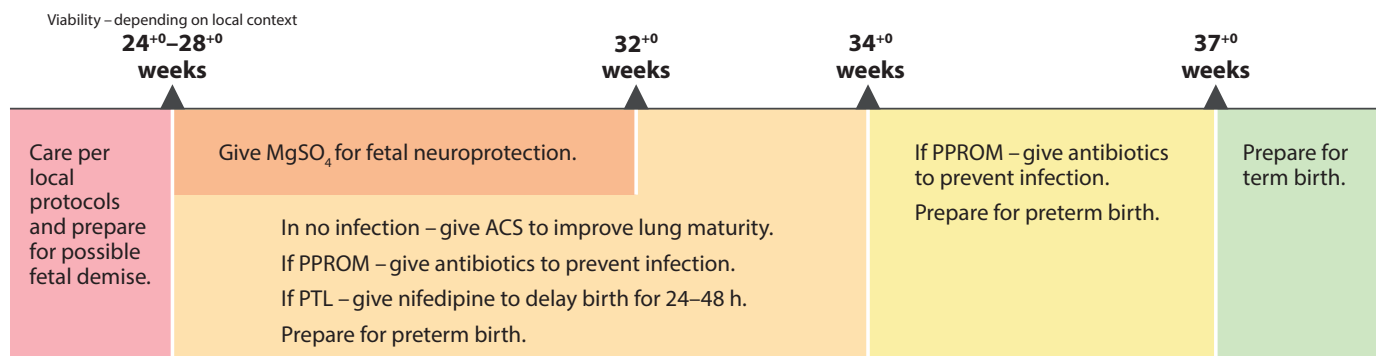 Viability – depending on local context
24+0–28+0
weeks
32+0
weeks
34+0
weeks
37+0
weeks
Care per
local
protocols
and prepare
for possible
fetal demise.
Give MgSO4 for fetal neuroprotection.
In no infection – give ACS to improve lung maturity.
If PPROM – give antibiotics to prevent infection.
If PTL – give nifedipine to delay birth for 24–48 h.
Prepare for preterm birth.
If PPROM – give antibiotics
to prevent infection.
Prepare for preterm birth.
Prepare for
term birth.